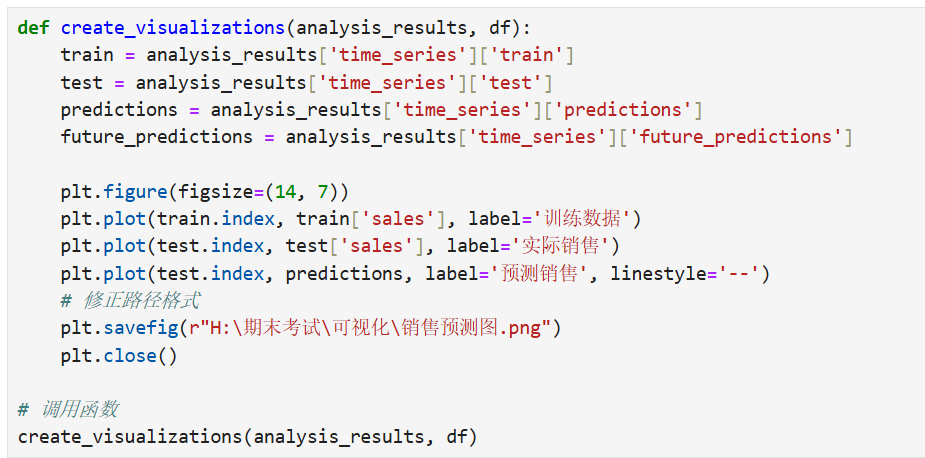 def create_visualizations(analysis_results, df):
    train = analysis_results['time_series']['train']
    test = analysis_results['time_series']['test']
    predictions = analysis_results['time_series']['predictions']
    future_predictions = analysis_results['time_series']['future_predictions']

    plt.figure(figsize=(14, 7))
    plt.plot(train.index, train['sales'], label='训练数据')
    plt.plot(test.index, test['sales'], label='实际销售')
    plt.plot(test.index, predictions, label='预测销售', linestyle='--')
    # 修正路径格式
    plt.savefig(r"H:\期末考试\可视化\销售预测图.png")
    plt.close()

# 调用函数
create_visualizations(analysis_results, df)